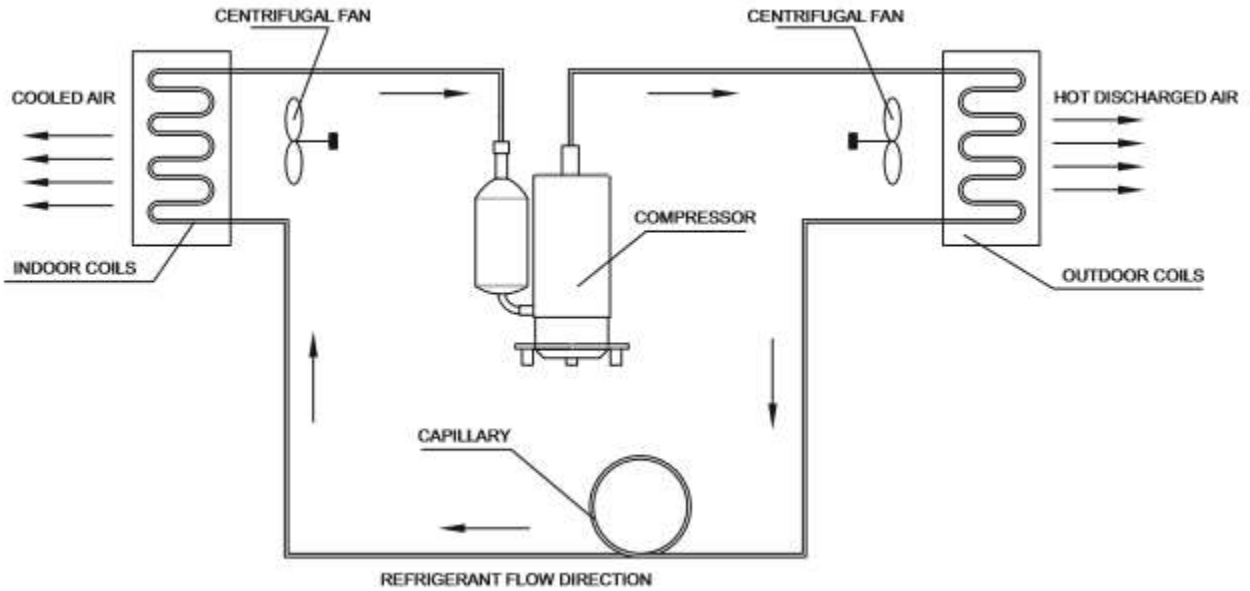 CENTRIFUGAL FAN
CENTRIFUGAL FAN
COOLED AIR
HOT DISCHARGED AIR
COMPRESSOR
INDOOR COILS
OUTDOOR COILS
CAPILLARY
REFRIGERANT FLOW DIRECTION